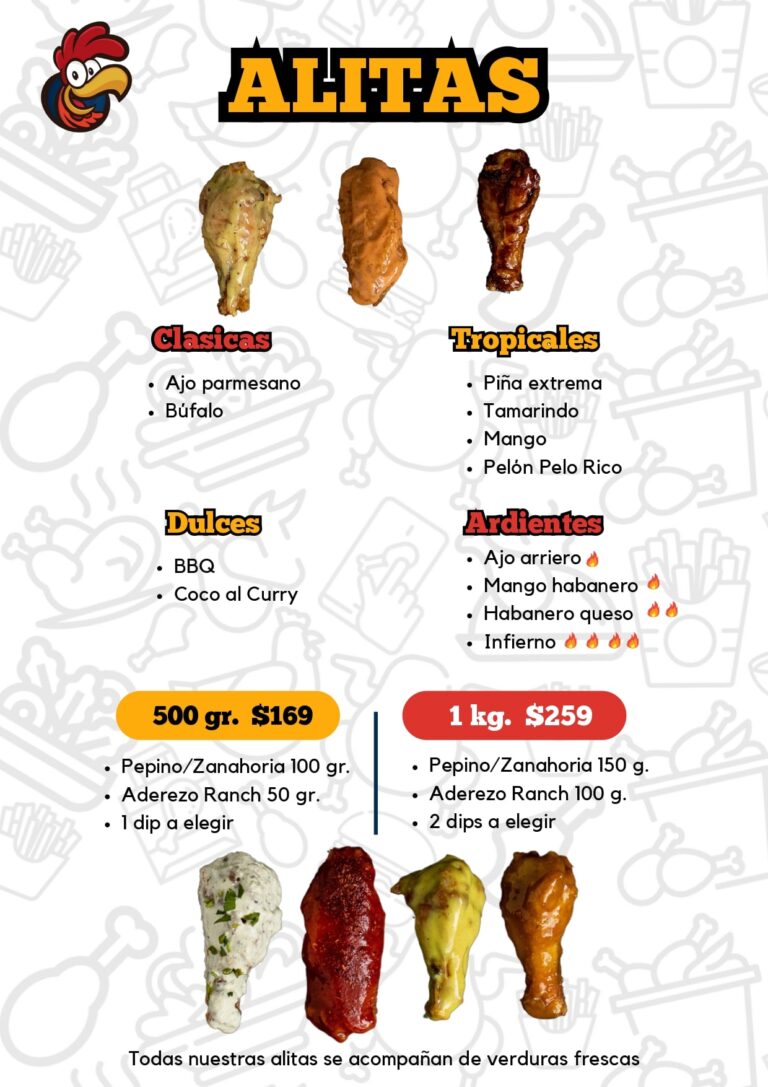 ALITAS
Clasicas
Ajo parmesano
Búfalo
Tropicales
Piña extrema
Tamarindo
Mango
Pelón Pelo Rico
Dulces
BBQ
Coco al Curry
Ardientes
Ajo arriero
Mango habanero
Habanero queso
Infierno
500 gr. $169
Pepino/Zanahoria 100 gr.
Aderezo Ranch 50 gr.
1 dip a elegir
1 kg. $259
Pepino/Zanahoria 150 g.
Aderezo Ranch 100 g.
2 dips a elegir
Todas nuestras alitas se acompañan de verduras frescas